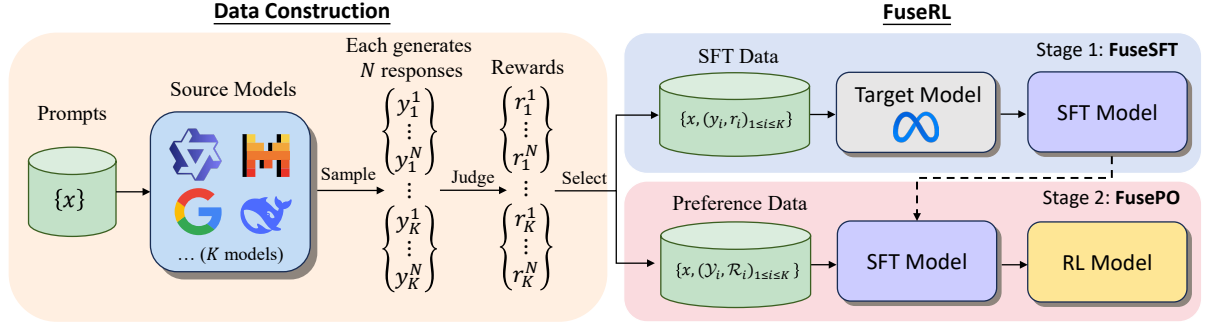 Data Construction
FuseRL
Prompts
{x}
Source Models
... (K models)
Sample
Each generates
N responses
{y_1^1
⋮
y_1^N}
⋮
{y_K^1
⋮
y_K^N}
Judge
Rewards
{r_1^1
⋮
r_1^N}
⋮
{r_K^1
⋮
r_K^N}
Select
Stage 1: FuseSFT
SFT Data
{x, (y_i, r_i)_{1≤i≤K}}
Target Model
SFT Model
Stage 2: FusePO
Preference Data
{x, (𝒴_i, ℛ_i)_{1≤i≤K}}
SFT Model
RL Model